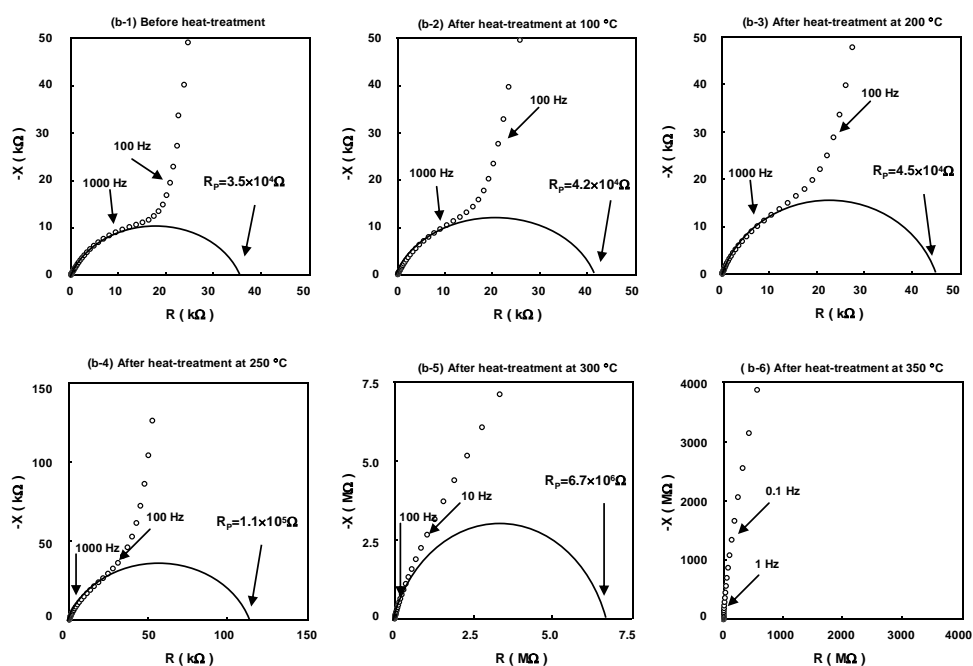 (b-1) Before heat-treatment
50
40
30
20
10
0
-X ( kΩ)
100 Hz
1000 Hz
R_P=3.5×10⁴Ω
0 10 20 30 40 50
R ( kΩ)
(b-2) After heat-treatment at 100 °C
50
40
30
20
10
0
-X ( kΩ)
100 Hz
1000 Hz
R_P=4.2×10⁴Ω
0 10 20 30 40 50
R ( kΩ)
(b-3) After heat-treatment at 200 °C
50
40
30
20
10
0
-X ( kΩ)
100 Hz
1000 Hz
R_P=4.5×10⁴Ω
0 10 20 30 40 50
R ( kΩ)
(b-4) After heat-treatment at 250 °C
150
100
50
0
-X ( kΩ)
100 Hz
1000 Hz
R_P=1.1×10⁵Ω
0 50 100 150
R ( kΩ)
(b-5) After heat-treatment at 300 °C
7.5
5.0
2.5
0
-X ( MΩ)
10 Hz
100 Hz
R_P=6.7×10⁶Ω
0 2.5 5.0 7.5
R ( MΩ)
( b-6) After heat-treatment at 350 °C
4000
3000
2000
1000
0
-X ( MΩ)
0.1 Hz
1 Hz
0 1000 2000 3000 4000
R ( MΩ)